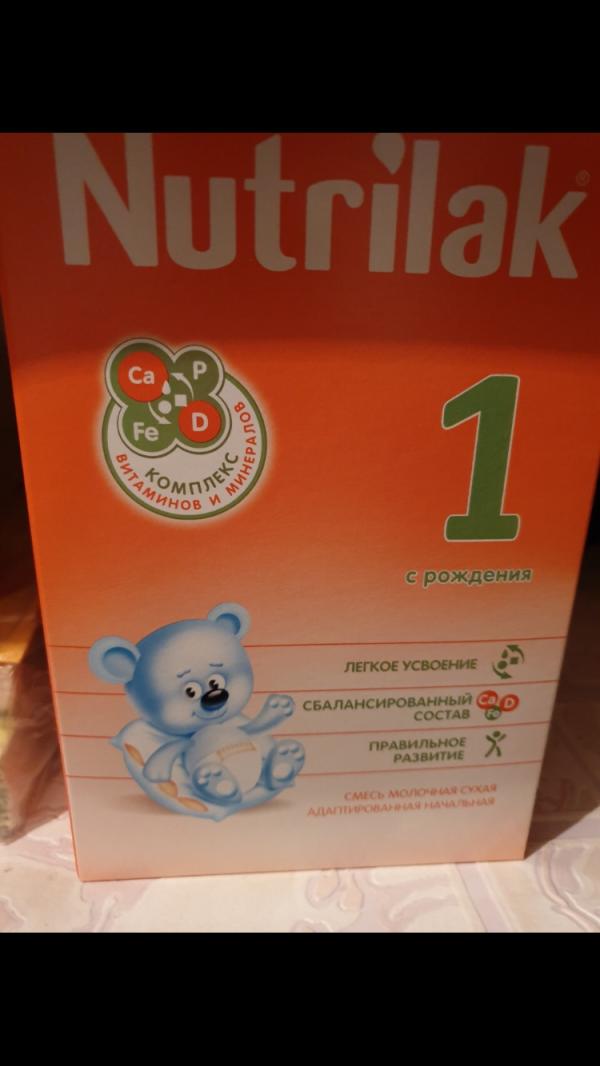 Nutrilak®
Ca P
Fe D
КОМПЛЕКС
ВИТАМИНОВ И МИНЕРАЛОВ
1
с рождения
ЛЕГКОЕ УСВОЕНИЕ
СБАЛАНСИРОВАННЫЙ
СОСТАВ
Ca D
Fe
ПРАВИЛЬНОЕ
РАЗВИТИЕ
СМЕСЬ МОЛОЧНАЯ СУХАЯ
АДАПТИРОВАННАЯ НАЧАЛЬНАЯ